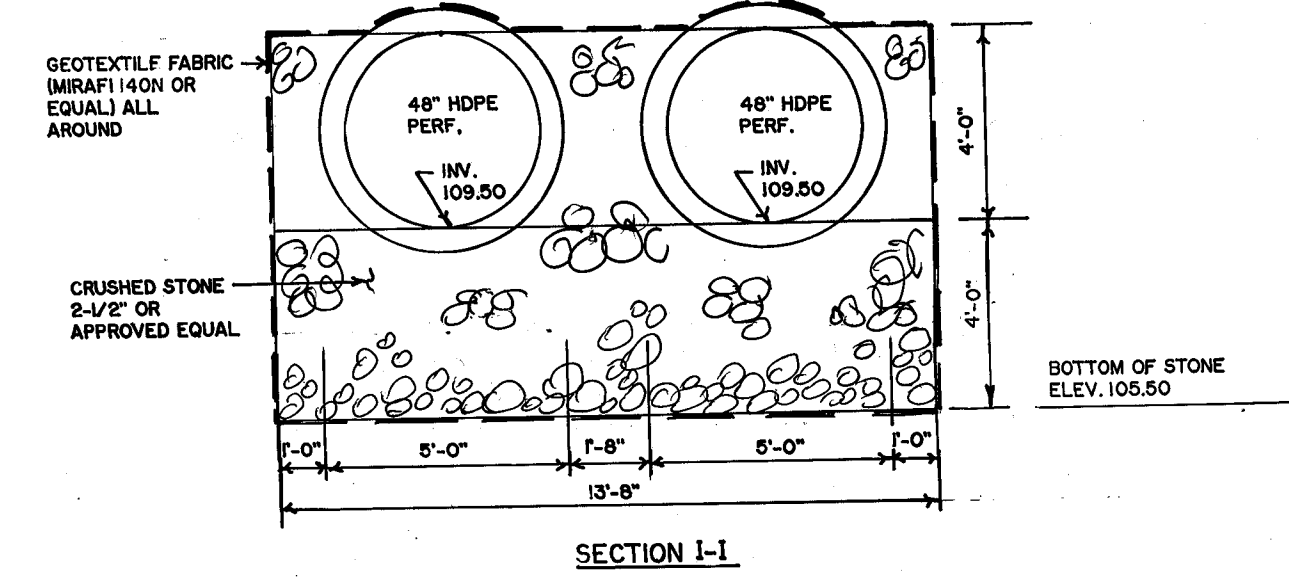 GEOTEXTILE FABRIC
(MIRAFI 140N OR
EQUAL) ALL
AROUND
48" HDPE
PERF.
INV.
109.50
48" HDPE
PERF.
INV.
109.50
4'-0"
CRUSHED STONE
2-1/2" OR
APPROVED EQUAL
4'-0"
BOTTOM OF STONE
ELEV. 105.50
1'-0"
5'-0"
1'-8"
5'-0"
1'-0"
13'-8"
SECTION 1-1